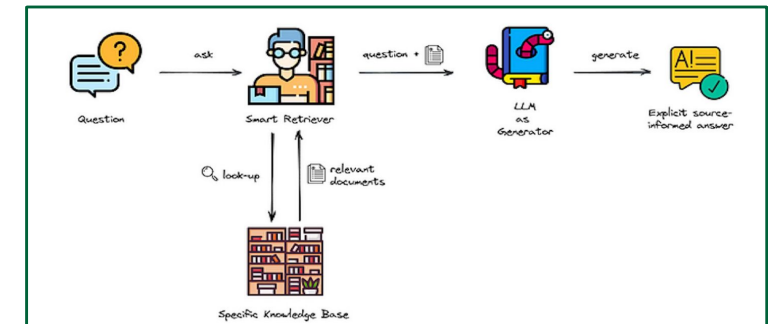 ?
ask
question +
generate
A!
Question
Smart Retriever
LLM
as
Generator
Explicit source-
informed answer
look-up
relevant
documents
Specific Knowledge Base